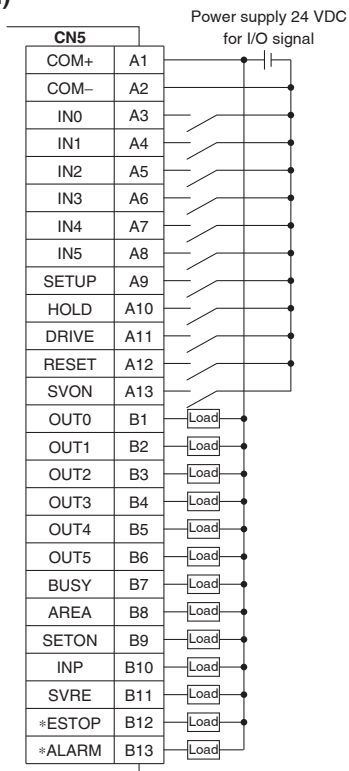 )
Power supply 24 VDC
for I/O signal
CN5
COM+ A1
COM– A2
IN0 A3
IN1 A4
IN2 A5
IN3 A6
IN4 A7
IN5 A8
SETUP A9
HOLD A10
DRIVE A11
RESET A12
SVON A13
OUT0 B1 Load
OUT1 B2 Load
OUT2 B3 Load
OUT3 B4 Load
OUT4 B5 Load
OUT5 B6 Load
BUSY B7 Load
AREA B8 Load
SETON B9 Load
INP B10 Load
SVRE B11 Load
*ESTOP B12 Load
*ALARM B13 Load